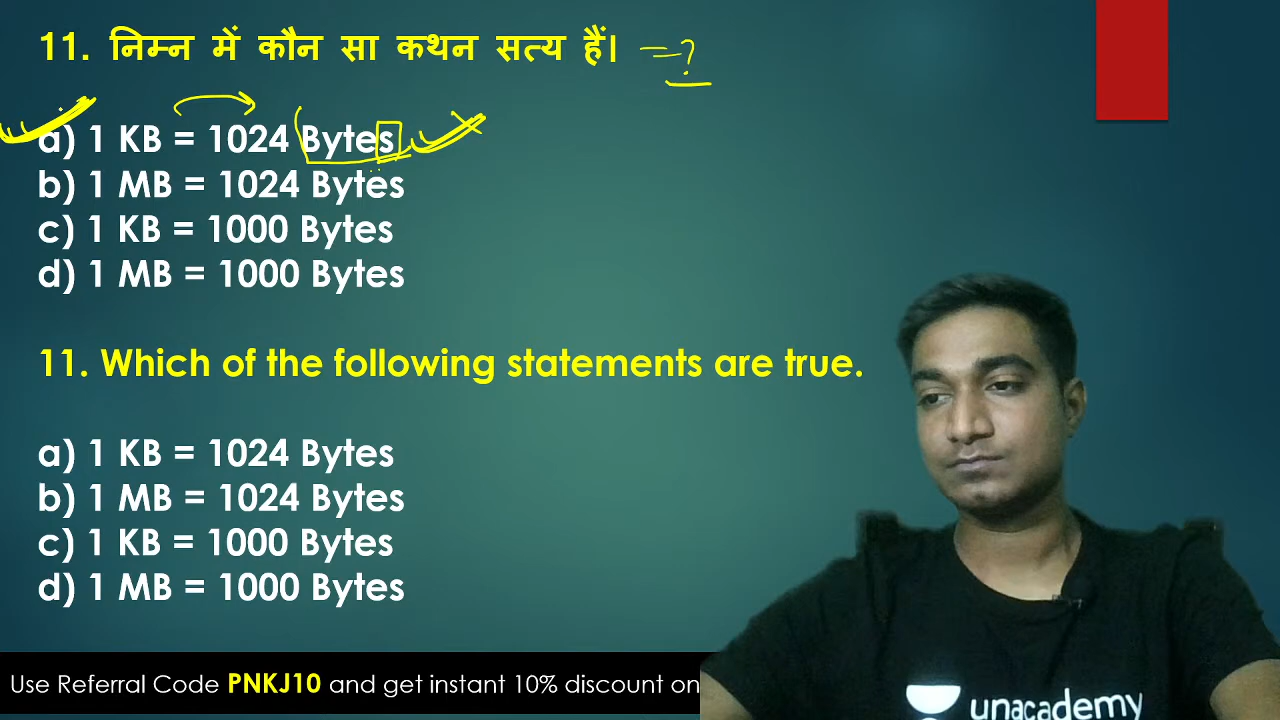 11. निम्न में कौन सा कथन सत्य हैं। =?
a) 1 KB = 1024 Bytes
b) 1 MB = 1024 Bytes
c) 1 KB = 1000 Bytes
d) 1 MB = 1000 Bytes
11. Which of the following statements are true.
a) 1 KB = 1024 Bytes
b) 1 MB = 1024 Bytes
c) 1 KB = 1000 Bytes
d) 1 MB = 1000 Bytes
Use Referral Code PNKJ10 and get instant 10% discount on
unacademy